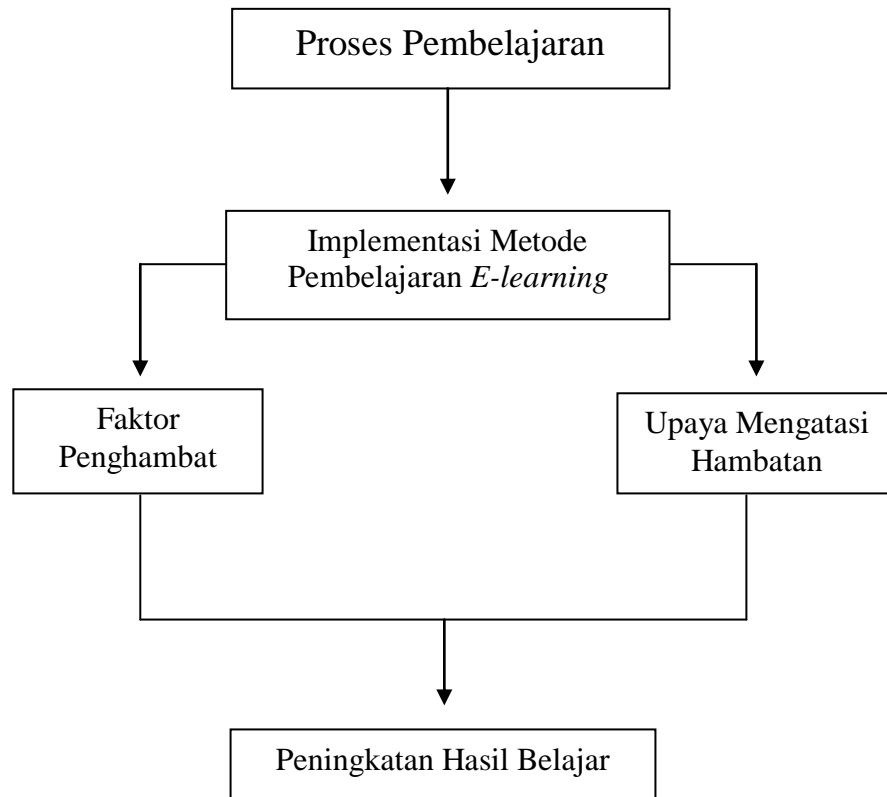 Proses Pembelajaran
Implementasi Metode
Pembelajaran E-learning
Faktor
Penghambat
Upaya Mengatasi
Hambatan
Peningkatan Hasil Belajar